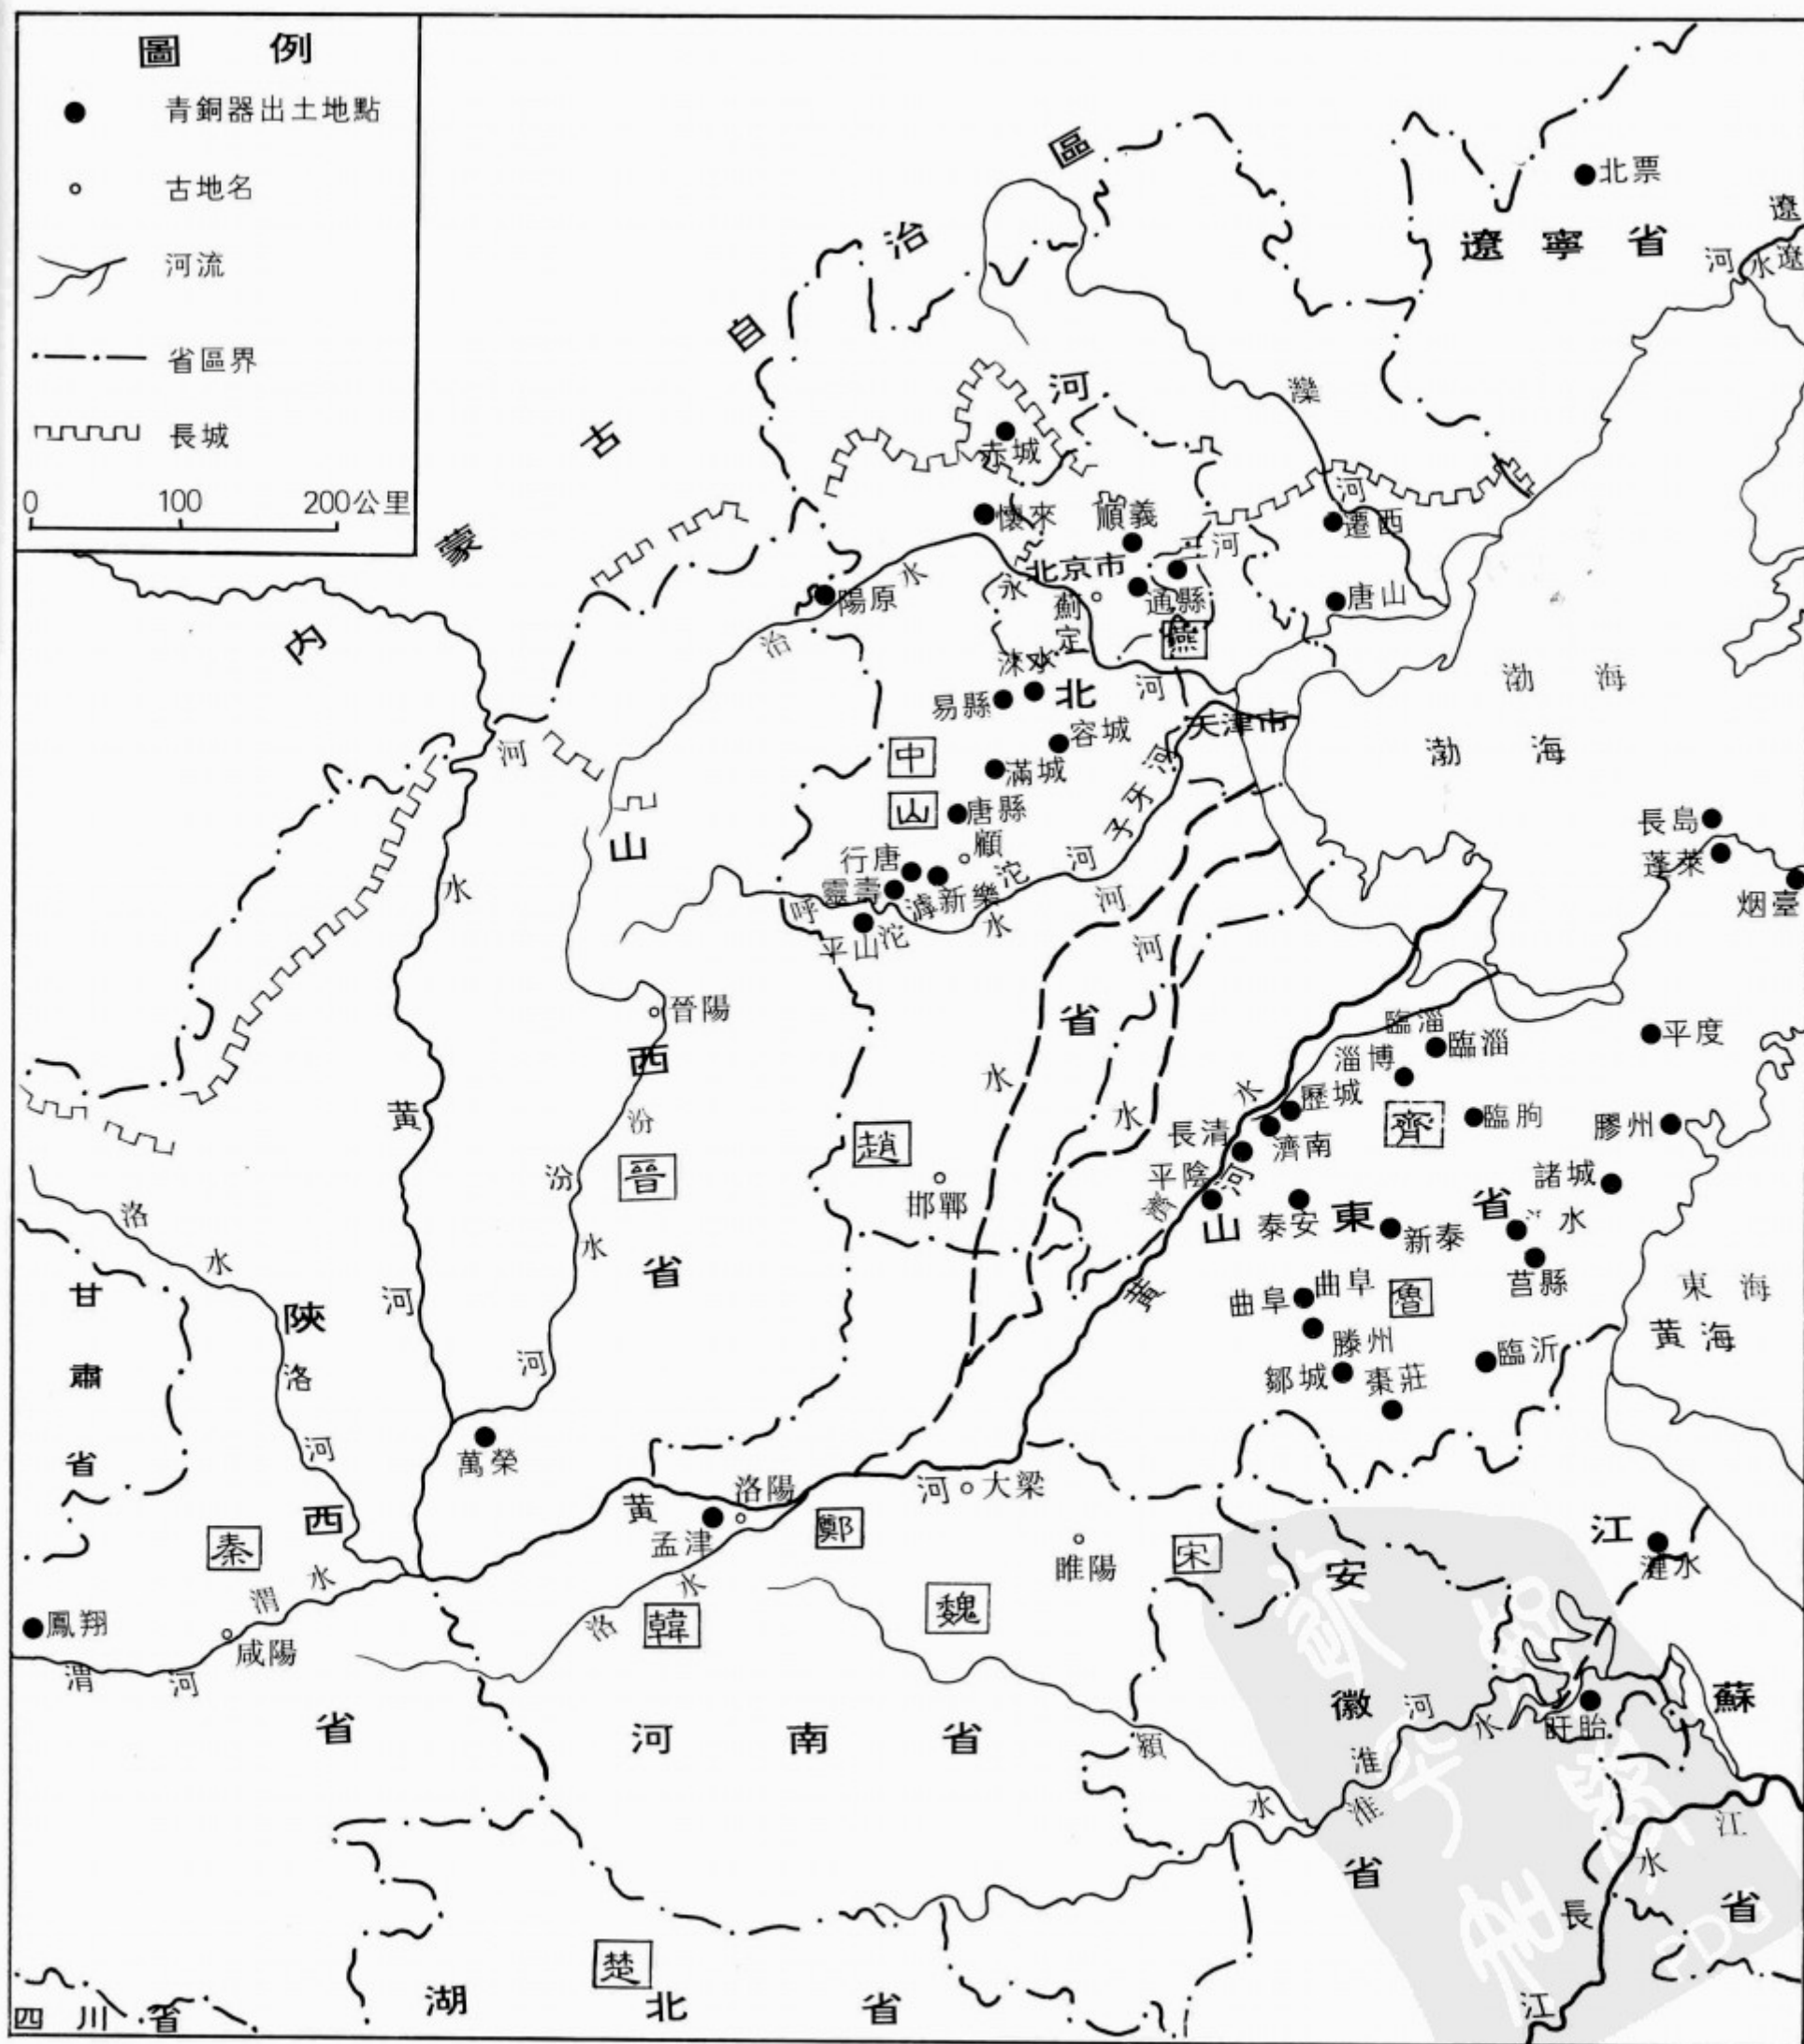 圖 例
青銅器出土地點
古地名
河流
省區界
長城
0 100 200公里
內 蒙 古 自 治 區
遼 寧 省
北票
遼
河 水 遼
河
赤城
灤
河
懷來
順義
三河
遷西
北京市
永
薊
定
通縣
唐山
燕
陽原
水
治
淶水
易縣
北
河
容城
天津市
渤 海
渤 海
中
山
滿城
唐縣
顧
子 牙 河
行唐
靈壽
新樂
滹
沱
河
呼
沱
水
平山
河
河
長島
蓬萊
烟臺
河
水
山
晉陽
西
汾
晉
汾
水
省
河
黃
河
省
水
水
趙
邯鄲
臨淄
臨淄
淄博
平度
水
歷城
濟南
齊
臨朐
膠州
長清
平陰
河
濟
諸城
山 東 省
泰安
新泰
水
莒縣
曲阜
曲阜
魯
滕州
鄒城
棗莊
臨沂
東 海
黃 海
黃
洛
水
甘
肅
省
陝
洛
河
西
秦
渭
水
鳳翔
咸陽
渭
河
省
萬榮
黃
洛陽
孟津
鄭
河
大梁
睢陽
宋
洛
水
韓
魏
河 南 省
潁
水
安
徽
省
河
水
淮
淮
江
漣水
盱眙
蘇
江
水
長
省
江
楚
湖 北 省
四 川 省